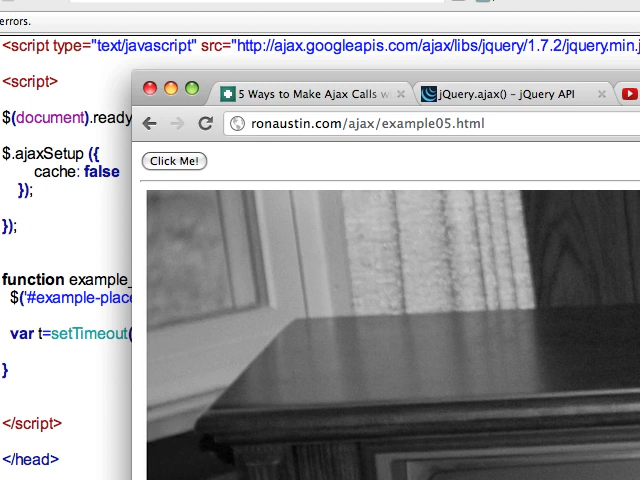 errors.
<script type="text/javascript" src="http://ajax.googleapis.com/ajax/libs/jquery/1.7.2/jquery.min.j
<script>
$(document).ready
$.ajaxSetup ({
cache: false
});
});
function example_
$('#example-place
var t=setTimeout(
}
</script>
</head>
5 Ways to Make Ajax Calls w
jQuery.ajax() – jQuery API
ronaustin.com/ajax/example05.html
Click Me!